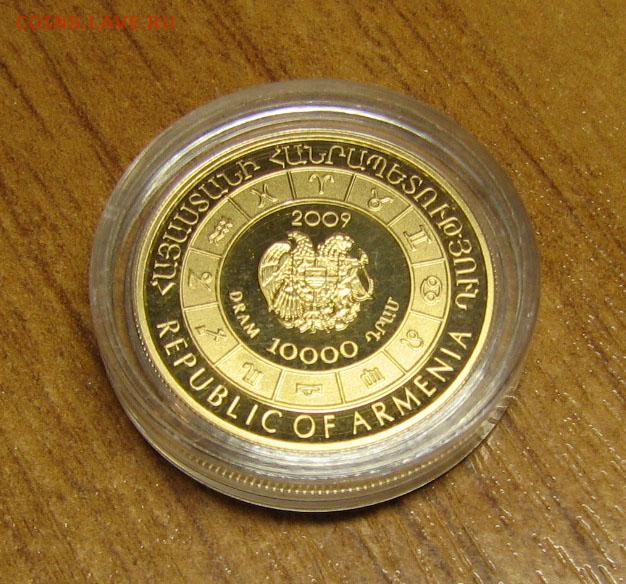 COINS.LAVE.RU
ՀԱՅԱՍՏԱՆԻ ՀԱՆՐԱՊԵՏՈՒԹՅՈՒՆ
2009
DRAM 10000 ԴՐԱՄ
REPUBLIC OF ARMENIA